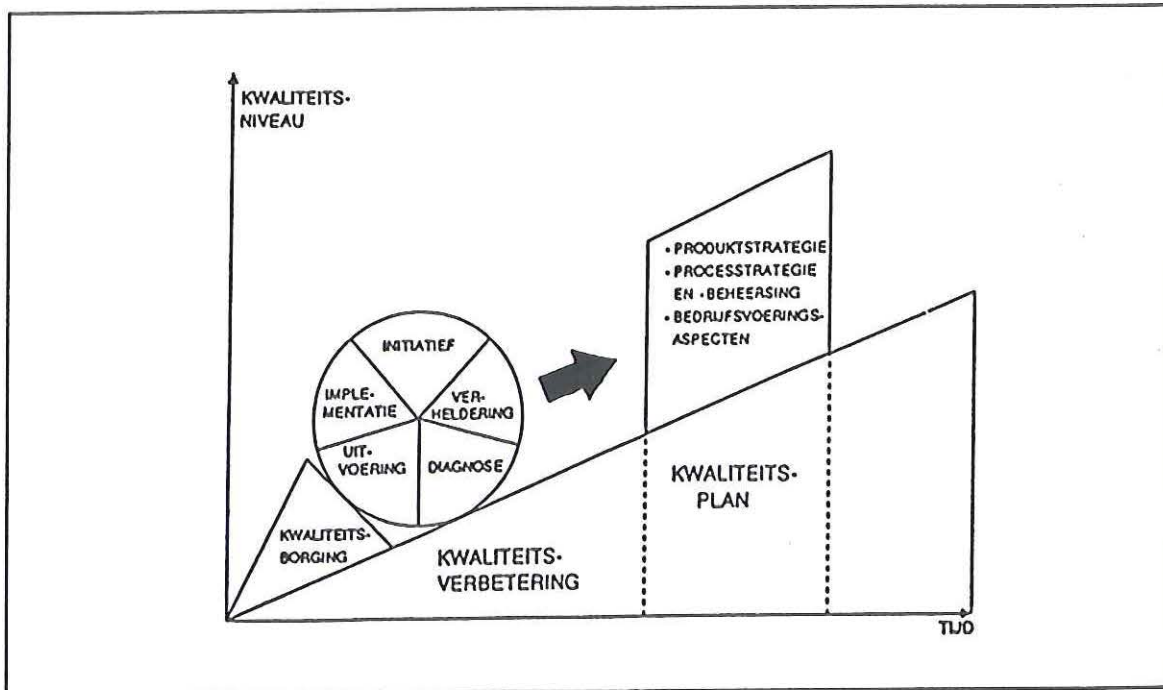 KWALITEITS-
NIVEAU
• PRODUKTSTRATEGIE
• PROCESSTRATEGIE
EN -BEHEERSING
• BEDRIJFSVOERINGS-
ASPECTEN
INITIATIEF
IMPLE-
MENTATIE
VER-
HELDERING
UIT-
VOERING
DIAGNOSE
KWALITEITS-
BORGING
KWALITEITS-
VERBETERING
KWALITEITS-
PLAN
TIJD